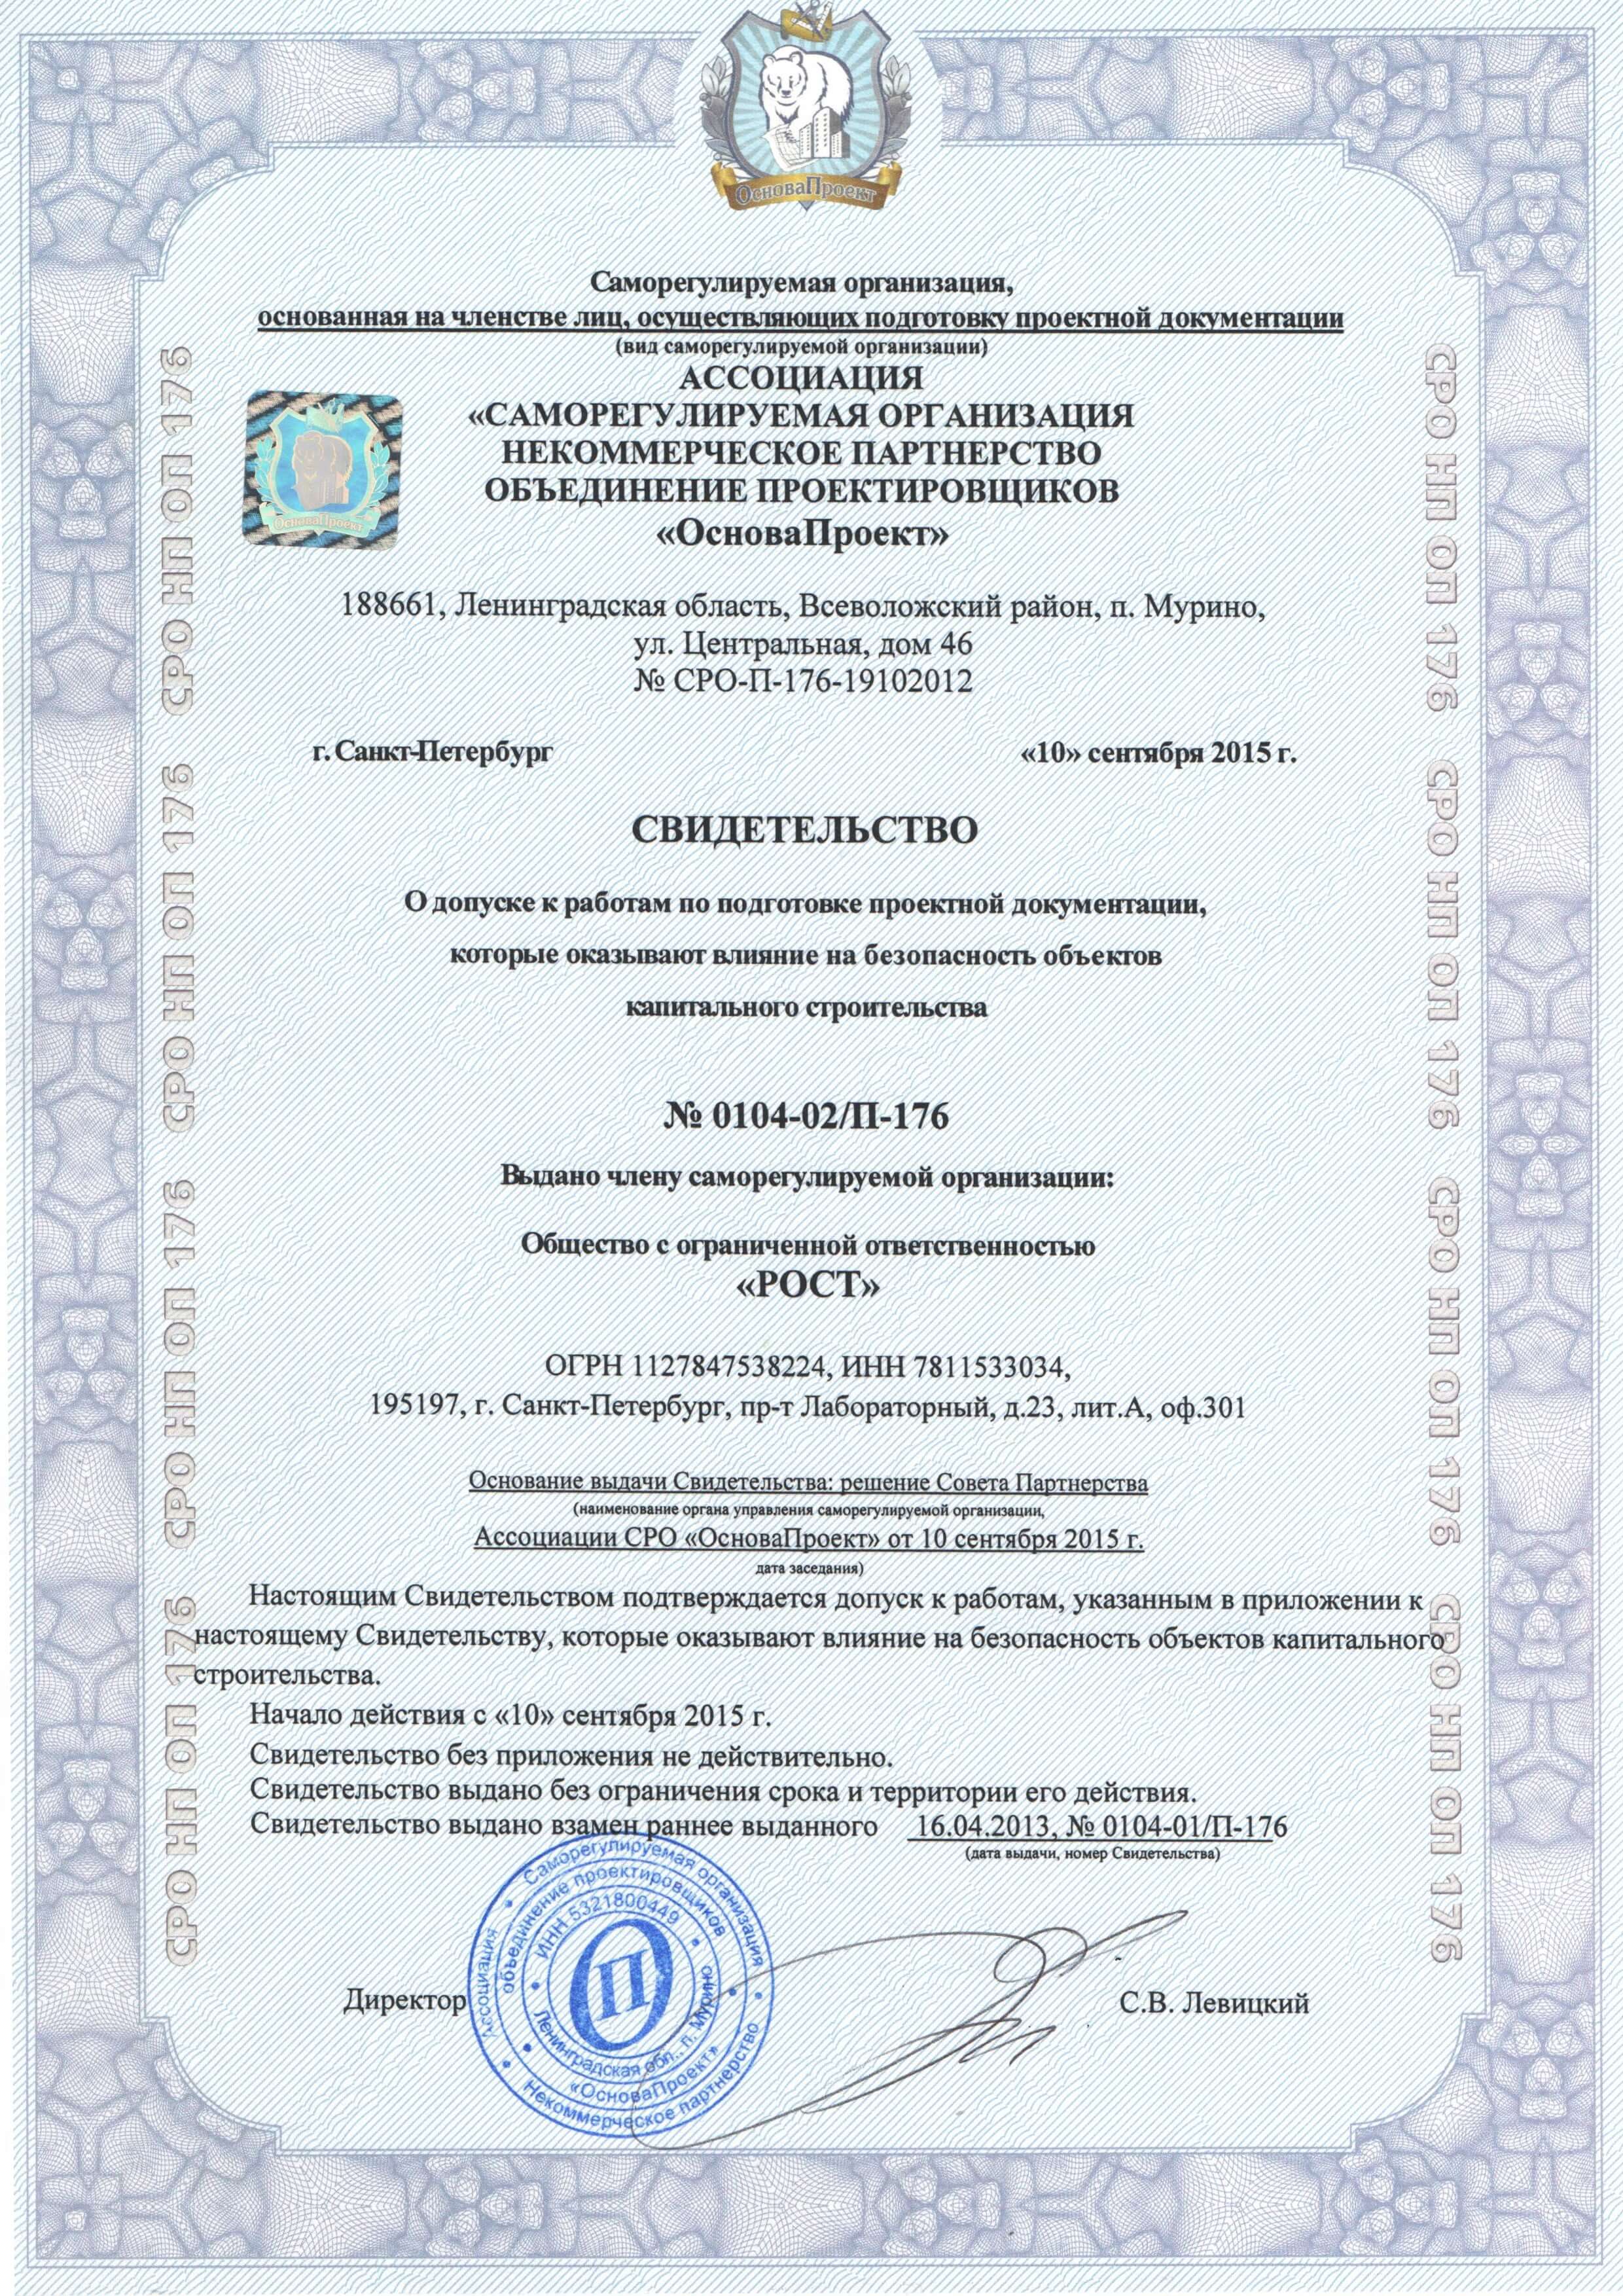 ОсноваПроект
Саморегулируемая организация,
основанная на членстве лиц, осуществляющих подготовку проектной документации
(вид саморегулируемой организации)
АССОЦИАЦИЯ
«САМОРЕГУЛИРУЕМАЯ ОРГАНИЗАЦИЯ
НЕКОММЕРЧЕСКОЕ ПАРТНЕРСТВО
ОБЪЕДИНЕНИЕ ПРОЕКТИРОВЩИКОВ
«ОсноваПроект»
ОсноваПроект
188661, Ленинградская область, Всеволожский район, п. Мурино,
ул. Центральная, дом 46
№ СРО-П-176-19102012
г. Санкт-Петербург «10» сентября 2015 г.
СВИДЕТЕЛЬСТВО
О допуске к работам по подготовке проектной документации,
которые оказывают влияние на безопасность объектов
капитального строительства
№ 0104-02/П-176
Выдано члену саморегулируемой организации:
Общество с ограниченной ответственностью
«РОСТ»
ОГРН 1127847538224, ИНН 7811533034,
195197, г. Санкт-Петербург, пр-т Лабораторный, д.23, лит.А, оф.301
Основание выдачи Свидетельства: решение Совета Партнерства
(наименование органа управления саморегулируемой организации,
Ассоциации СРО «ОсноваПроект» от 10 сентября 2015 г.
дата заседания)
Настоящим Свидетельством подтверждается допуск к работам, указанным в приложении к
настоящему Свидетельству, которые оказывают влияние на безопасность объектов капитального
строительства.
Начало действия с «10» сентября 2015 г.
Свидетельство без приложения не действительно.
Свидетельство выдано без ограничения срока и территории его действия.
Свидетельство выдано взамен раннее выданного 16.04.2013, № 0104-01/П-176
(дата выдачи, номер Свидетельства)
Директор С.В. Левицкий
Ассоциация • Саморегулируемая организация • Некоммерческое партнерство
объединение проектировщиков • «ОсноваПроект»
ИНН 5321800449 • Ленинградская обл., п. Мурино
ОП
СРО НП ОП 176 СРО НП ОП 176 СРО НП ОП 176 СРО НП ОП 176
СРО НП ОП 176 СРО НП ОП 176 СРО НП ОП 176 СРО НП ОП 176